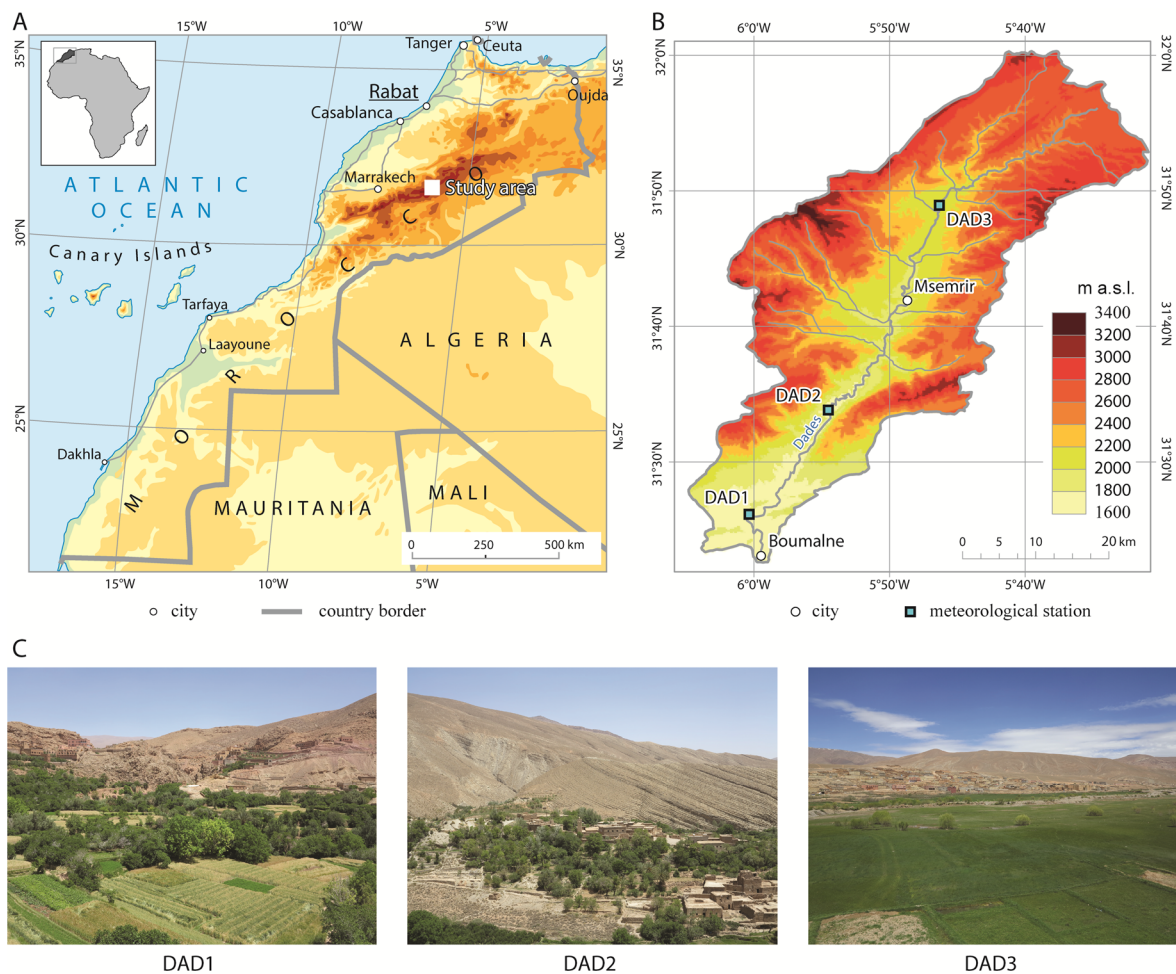 A
15°W
10°W
5°W
35°N
35°N
Tanger
Ceuta
Rabat
Oujda
Casablanca
Marrakech
Study area
ATLANTIC
OCEAN
30°N
30°N
Canary Islands
Tarfaya
Laayoune
ALGERIA
MOROCCO
25°N
25°N
Dakhla
MAURITANIA
MALI
0
250
500 km
15°W
10°W
5°W
city
country border
B
6°0'W
5°50'W
5°40'W
32°0'N
32°0'N
31°50'N
31°50'N
DAD3
Msemrir
m a.s.l.
3400
3200
3000
2800
2600
2400
2000
1800
1600
31°40'N
31°40'N
DAD2
Dades
31°30'N
31°30'N
DAD1
Boumalne
0
5
10
20 km
6°0'W
5°50'W
5°40'W
city
meteorological station
C
DAD1
DAD2
DAD3